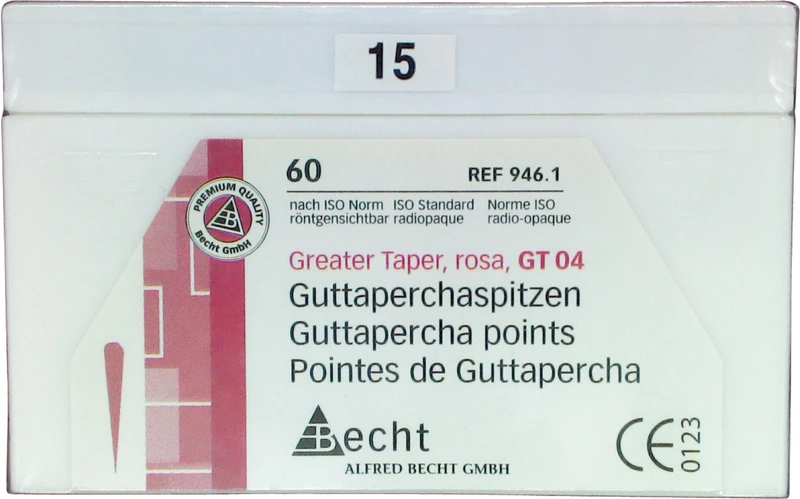 15
60 REF 946.1
nach ISO Norm ISO Standard Norme ISO
röntgensichtbar radiopaque radio-opaque
PREMIUM QUALITY
B
Becht GmbH
Greater Taper, rosa, GT 04
Guttaperchaspitzen
Guttapercha points
Pointes de Guttapercha
Becht
ALFRED BECHT GMBH
CE 0123